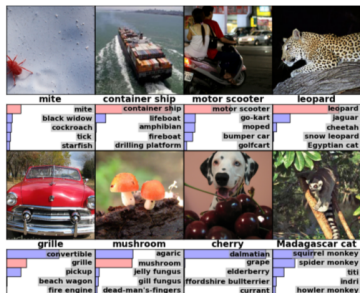 mite container ship motor scooter leopard
mite container ship motor scooter leopard
black widow lifeboat go-kart jaguar
cockroach amphibian moped cheetah
tick fireboat bumper car snow leopard
starfish drilling platform golfcart Egyptian cat
grille mushroom cherry Madagascar cat
convertible agaric dalmatian squirrel monkey
grille mushroom grape spider monkey
pickup jelly fungus elderberry titi
beach wagon gill fungus ffordshire bullterrier indri
fire engine dead-man's-fingers currant howler monkey